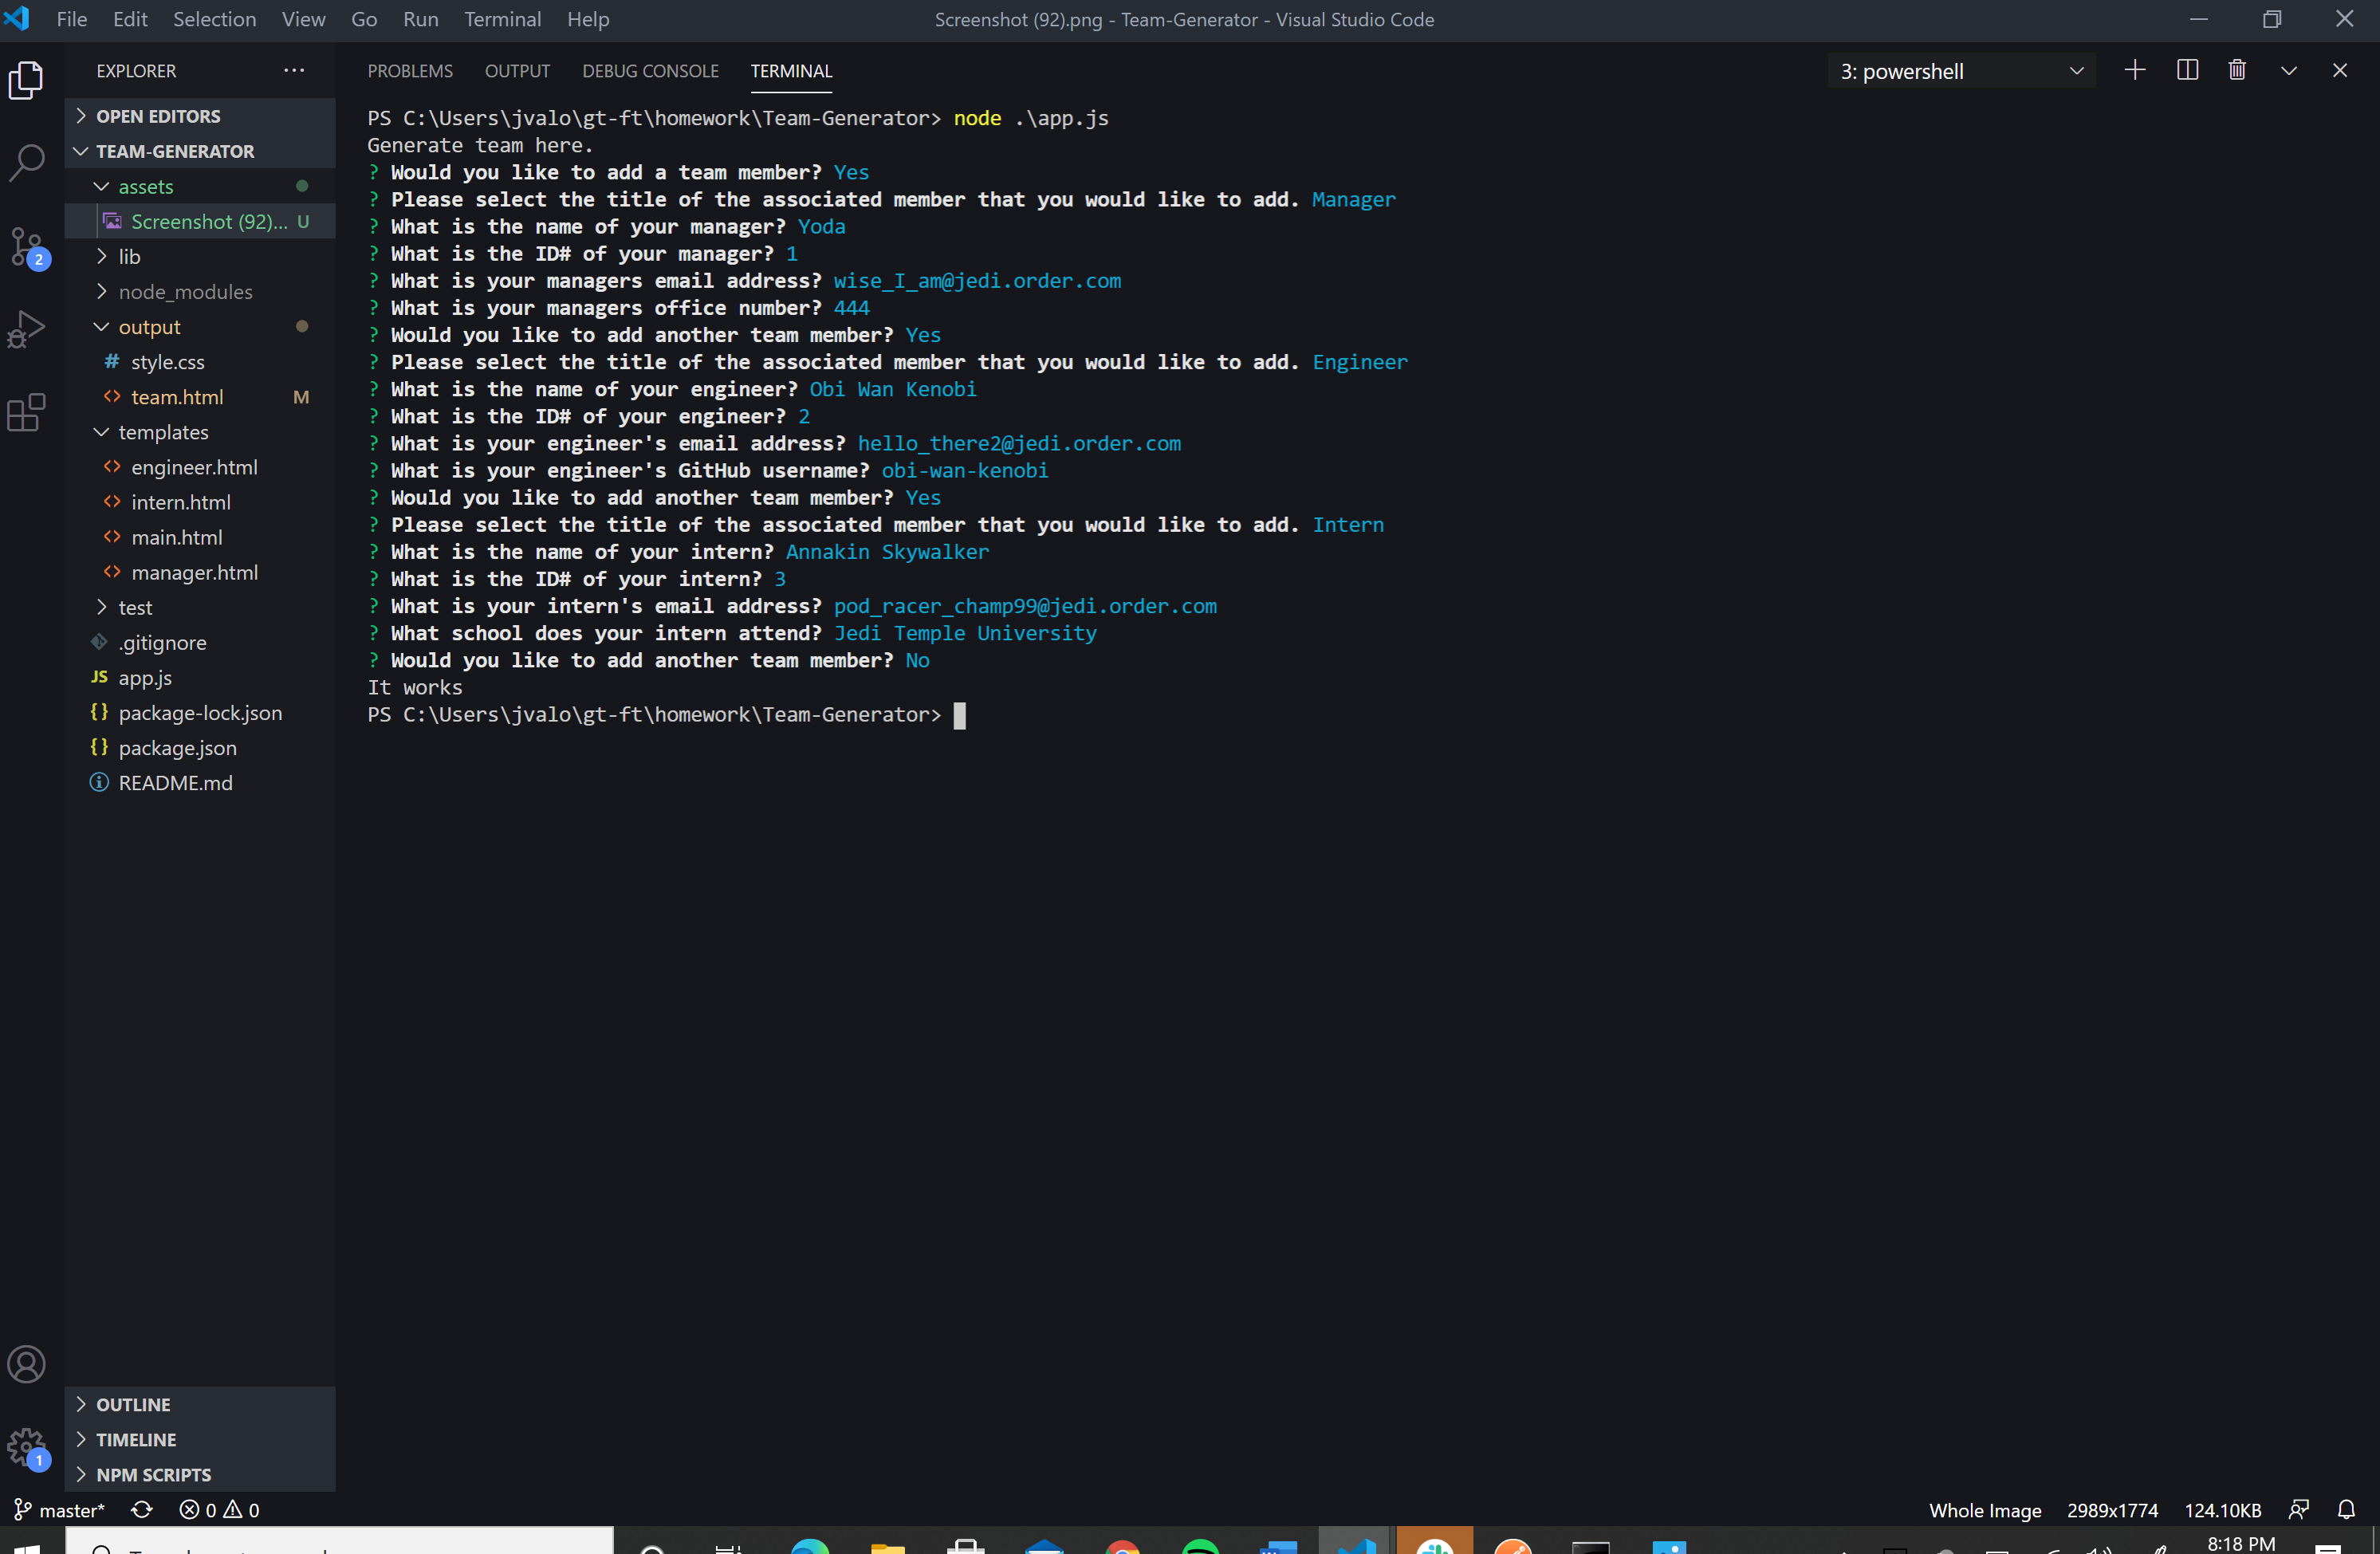 File Edit Selection View Go Run Terminal Help
Screenshot (92).png - Team-Generator - Visual Studio Code
EXPLORER
OPEN EDITORS
TEAM-GENERATOR
assets
Screenshot (92)... U
lib
node_modules
output
style.css
team.html M
templates
engineer.html
intern.html
main.html
manager.html
test
.gitignore
JS app.js
{} package-lock.json
{} package.json
README.md
OUTLINE
TIMELINE
NPM SCRIPTS
2
1
PROBLEMS OUTPUT DEBUG CONSOLE TERMINAL
3: powershell
PS C:\Users\jvalo\gt-ft\homework\Team-Generator> node .\app.js
Generate team here.
? Would you like to add a team member? Yes
? Please select the title of the associated member that you would like to add. Manager
? What is the name of your manager? Yoda
? What is the ID# of your manager? 1
? What is your managers email address? wise_I_am@jedi.order.com
? What is your managers office number? 444
? Would you like to add another team member? Yes
? Please select the title of the associated member that you would like to add. Engineer
? What is the name of your engineer? Obi Wan Kenobi
? What is the ID# of your engineer? 2
? What is your engineer's email address? hello_there2@jedi.order.com
? What is your engineer's GitHub username? obi-wan-kenobi
? Would you like to add another team member? Yes
? Please select the title of the associated member that you would like to add. Intern
? What is the name of your intern? Annakin Skywalker
? What is the ID# of your intern? 3
? What is your intern's email address? pod_racer_champ99@jedi.order.com
? What school does your intern attend? Jedi Temple University
? Would you like to add another team member? No
It works
PS C:\Users\jvalo\gt-ft\homework\Team-Generator>
master* 0 0
Whole Image 2989x1774 124.10KB
8:18 PM